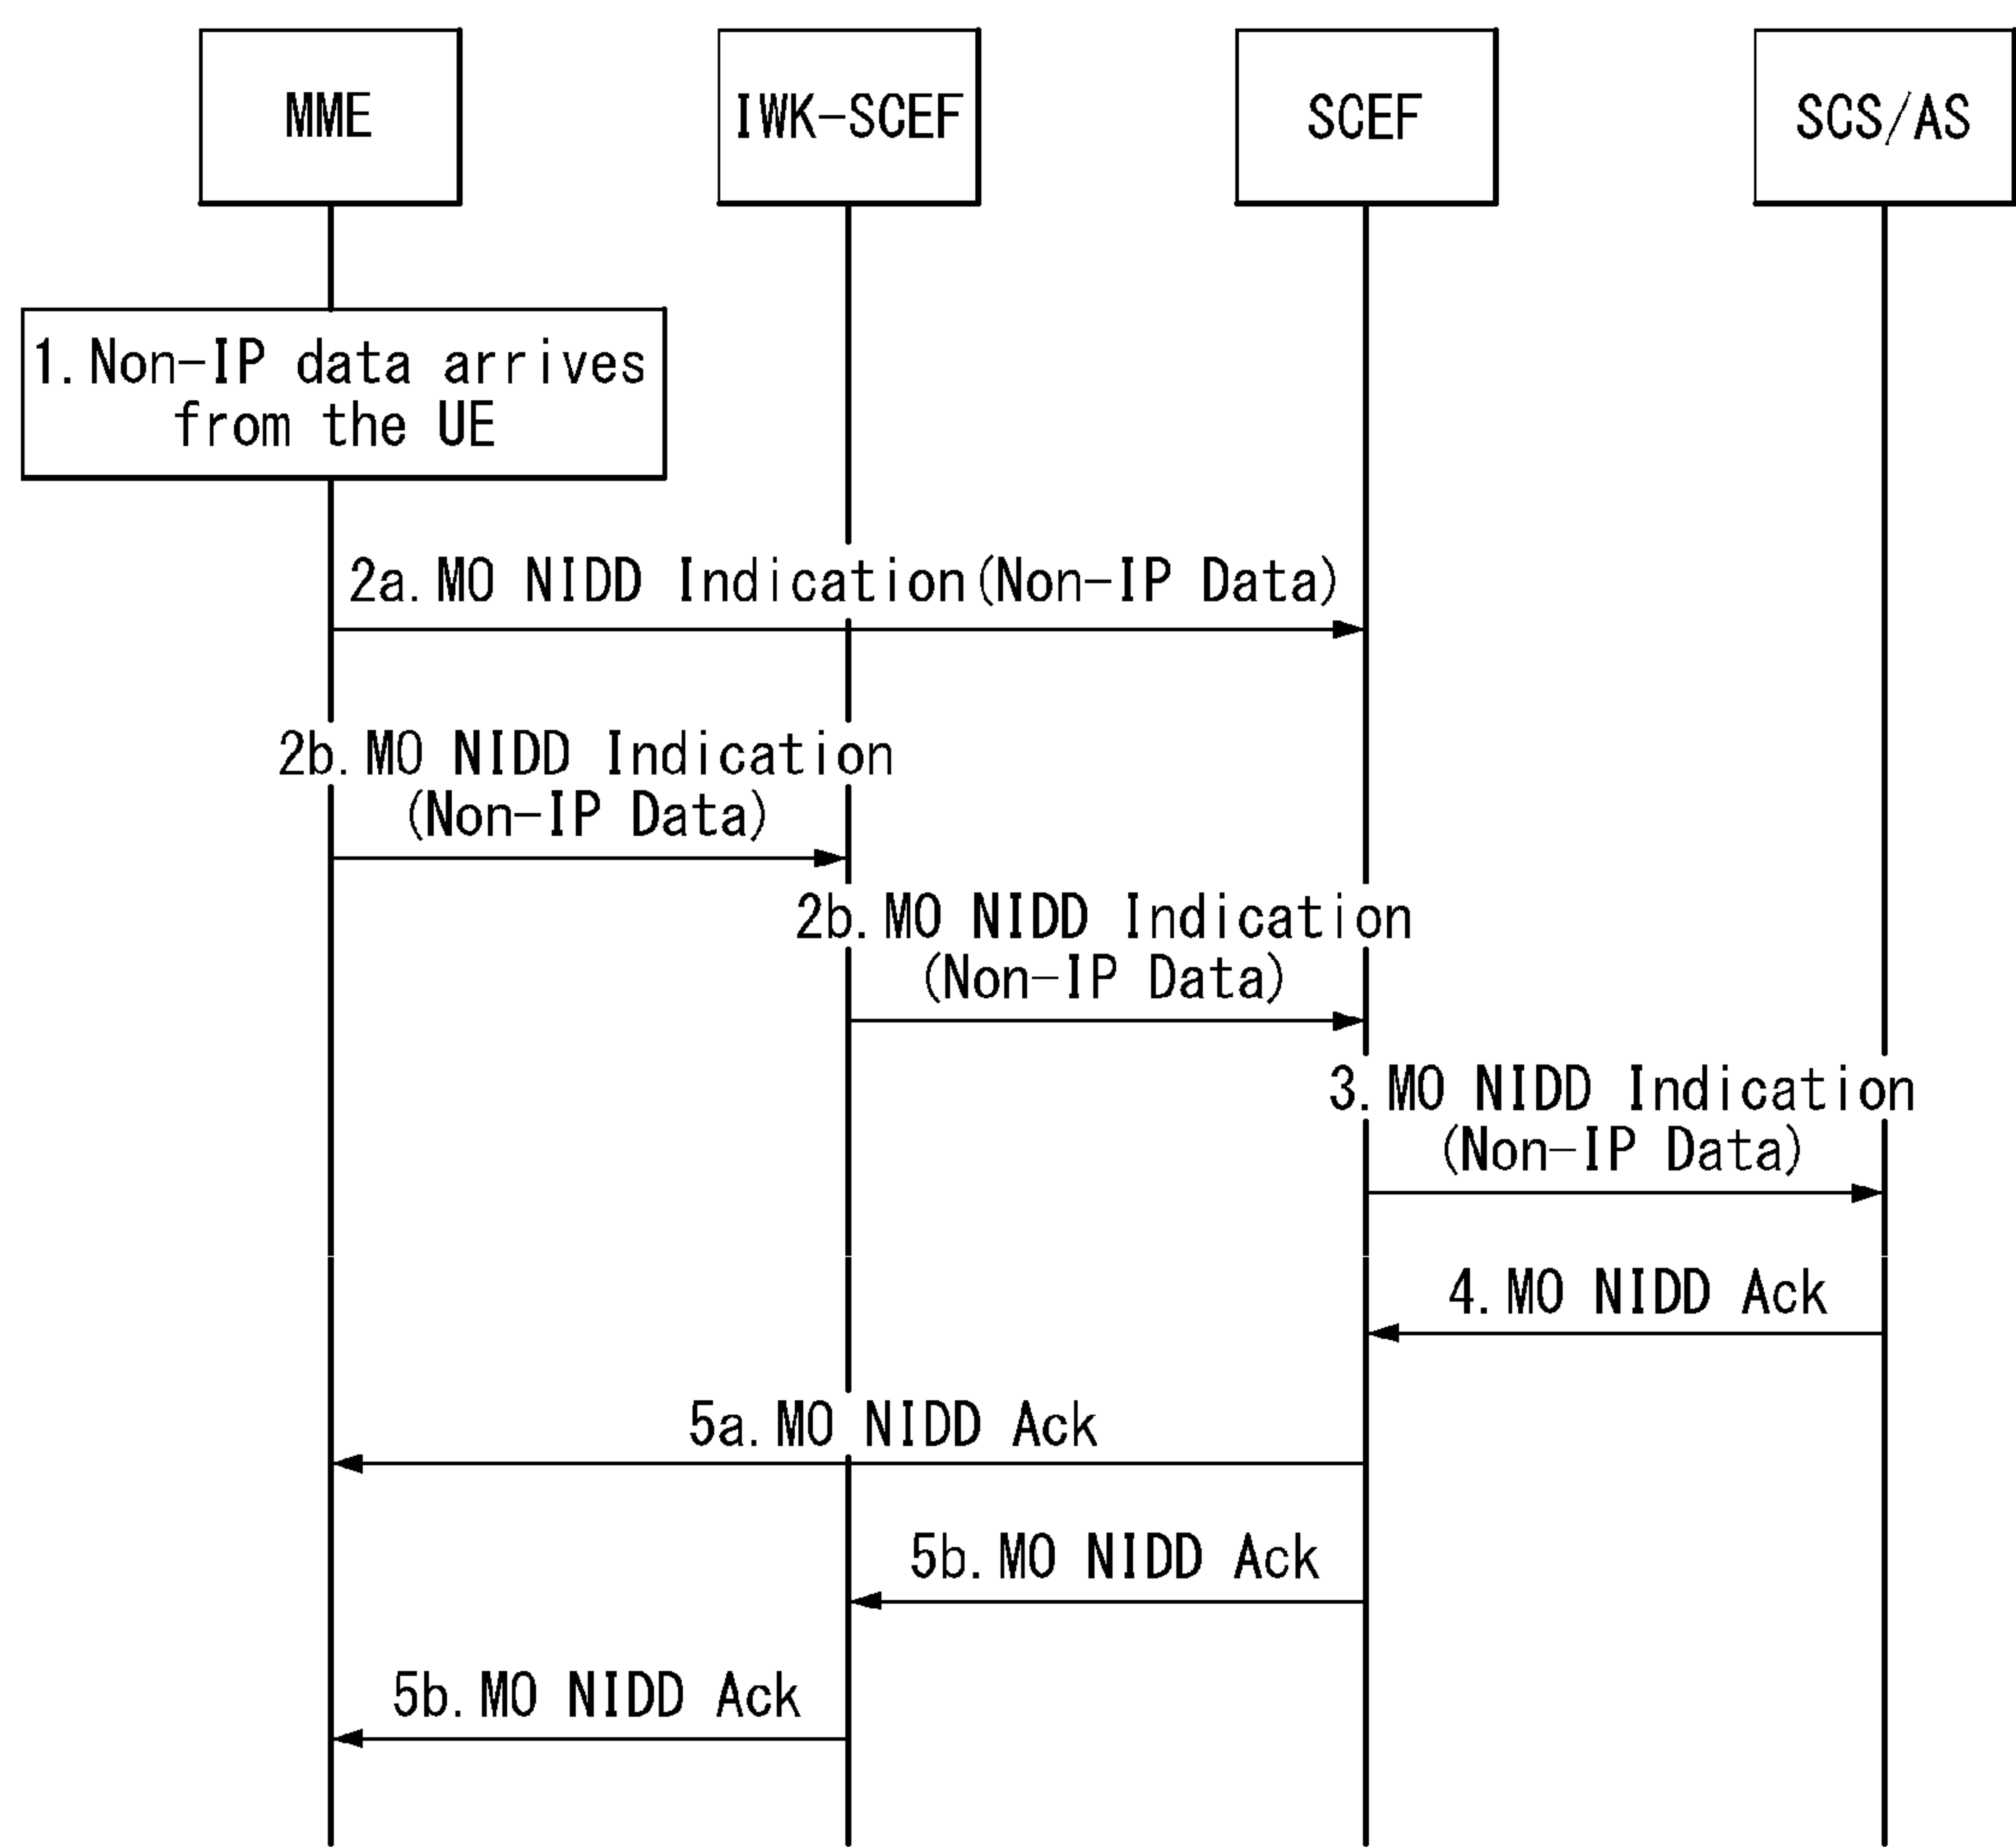 MME
IWK-SCEF
SCEF
SCS/AS
1. Non-IP data arrives
from the UE
2a. MO NIDD Indication(Non-IP Data)
2b. MO NIDD Indication
(Non-IP Data)
2b. MO NIDD Indication
(Non-IP Data)
3. MO NIDD Indication
(Non-IP Data)
4. MO NIDD Ack
5a. MO NIDD Ack
5b. MO NIDD Ack
5b. MO NIDD Ack